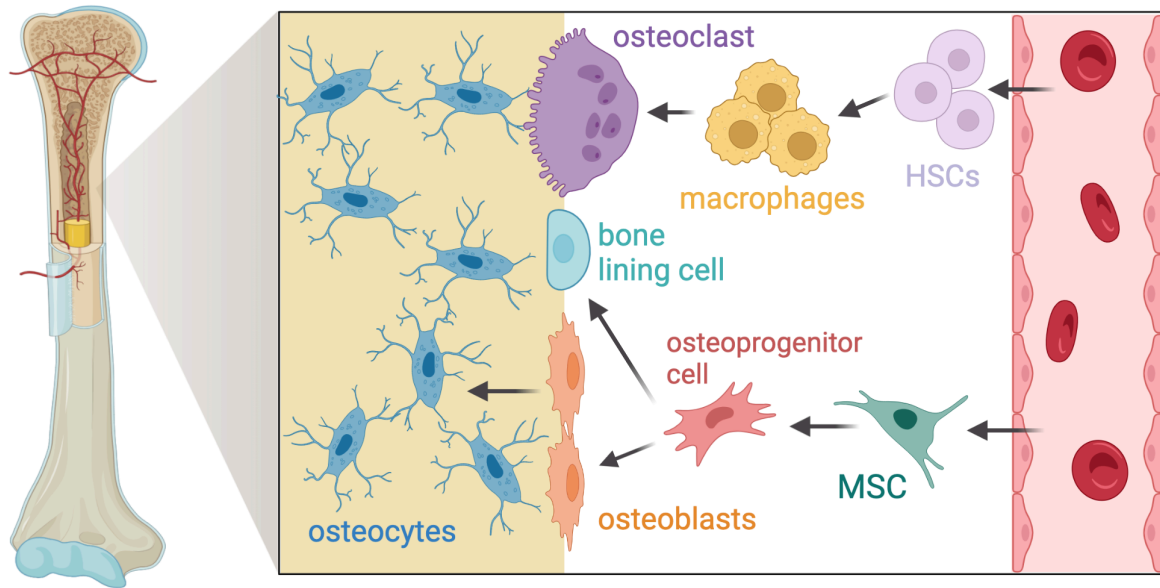 osteoclast
macrophages
HSCs
bone
lining cell
osteoprogenitor
cell
MSC
osteocytes
osteoblasts